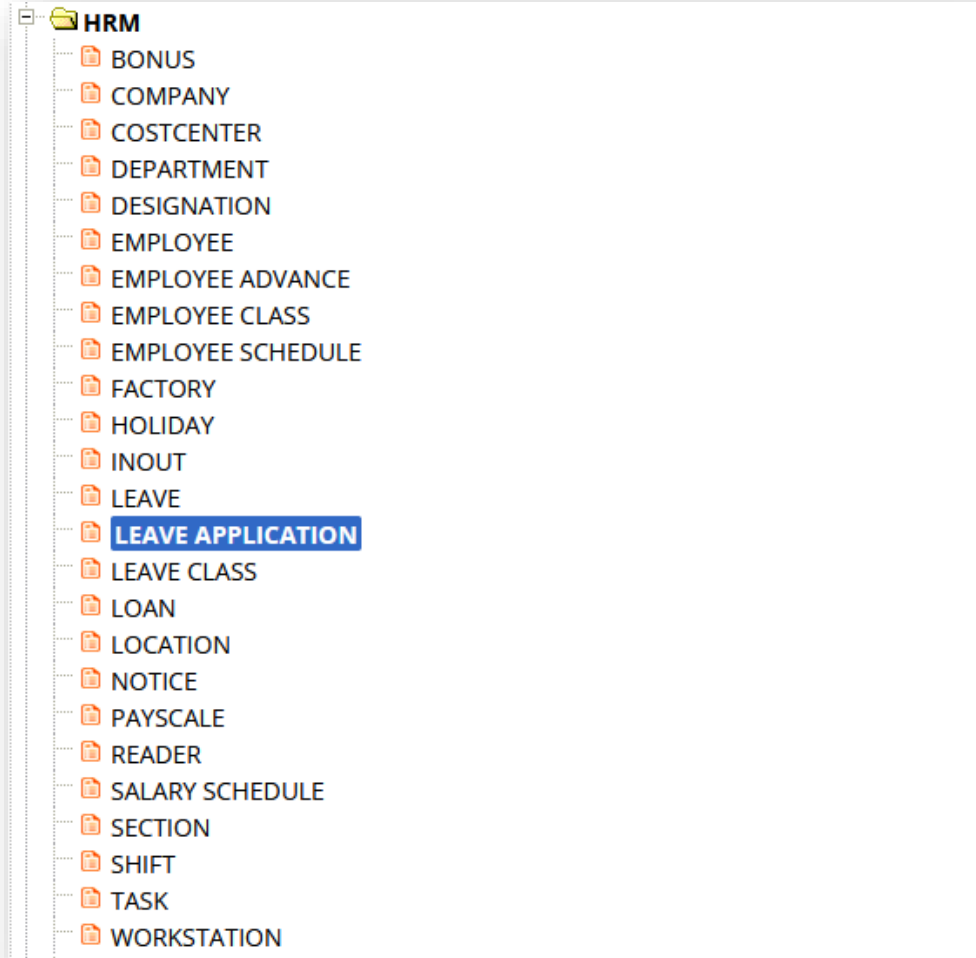 HRM
BONUS
COMPANY
COSTCENTER
DEPARTMENT
DESIGNATION
EMPLOYEE
EMPLOYEE ADVANCE
EMPLOYEE CLASS
EMPLOYEE SCHEDULE
FACTORY
HOLIDAY
INOUT
LEAVE
LEAVE APPLICATION
LEAVE CLASS
LOAN
LOCATION
NOTICE
PAYSCALE
READER
SALARY SCHEDULE
SECTION
SHIFT
TASK
WORKSTATION